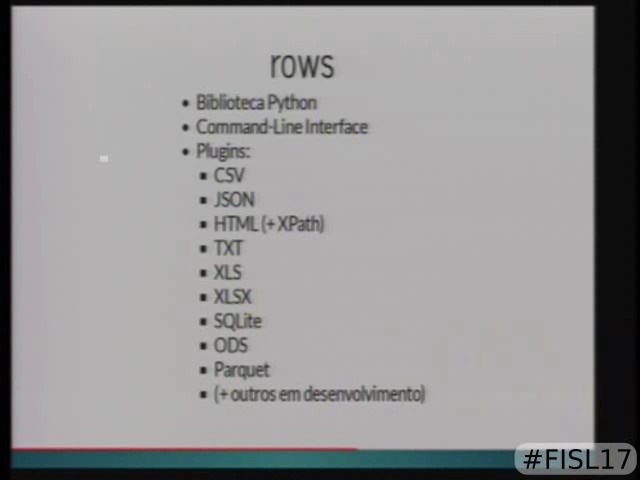 rows
• Biblioteca Python
• Command-Line Interface
• Plugins:
▪ CSV
▪ JSON
▪ HTML (+ XPath)
▪ TXT
▪ XLS
▪ XLSX
▪ SQLite
▪ ODS
▪ Parquet
▪ (+ outros em desenvolvimento)
#FISL17